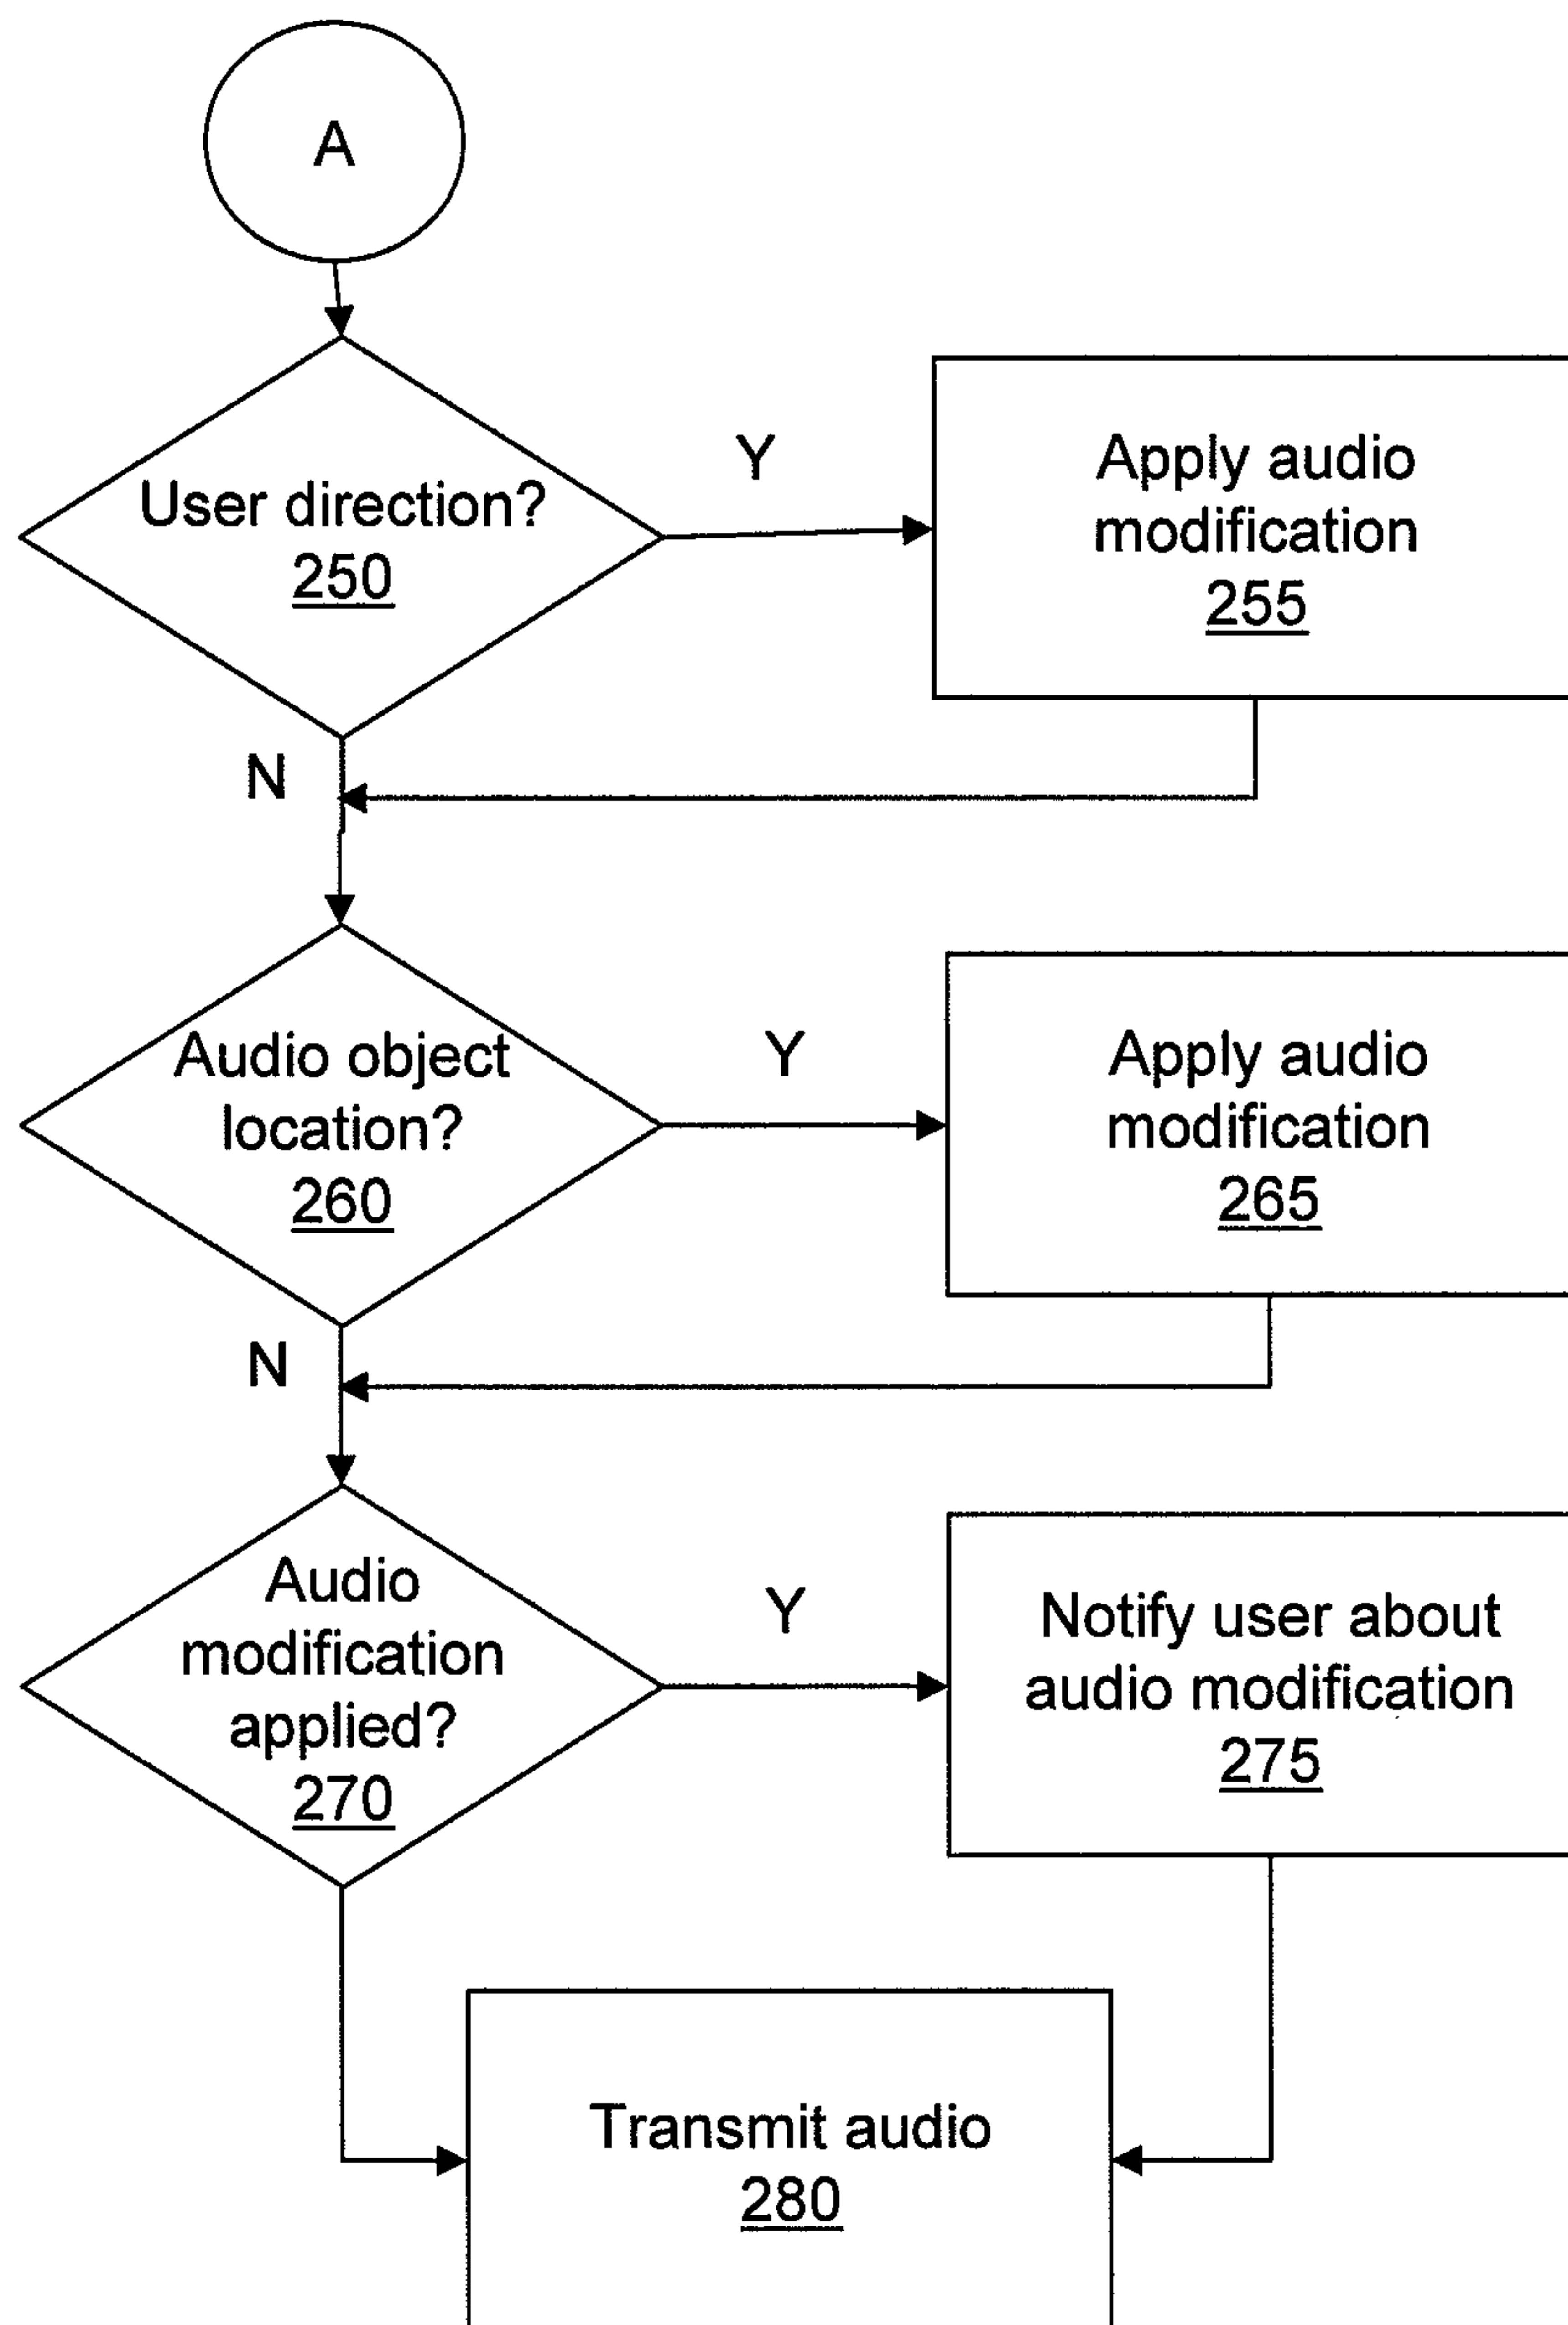 A
User direction?
250
Y
Apply audio
modification
255
N
Audio object
location?
260
Y
Apply audio
modification
265
N
Audio
modification
applied?
270
Y
Notify user about
audio modification
275
Transmit audio
280